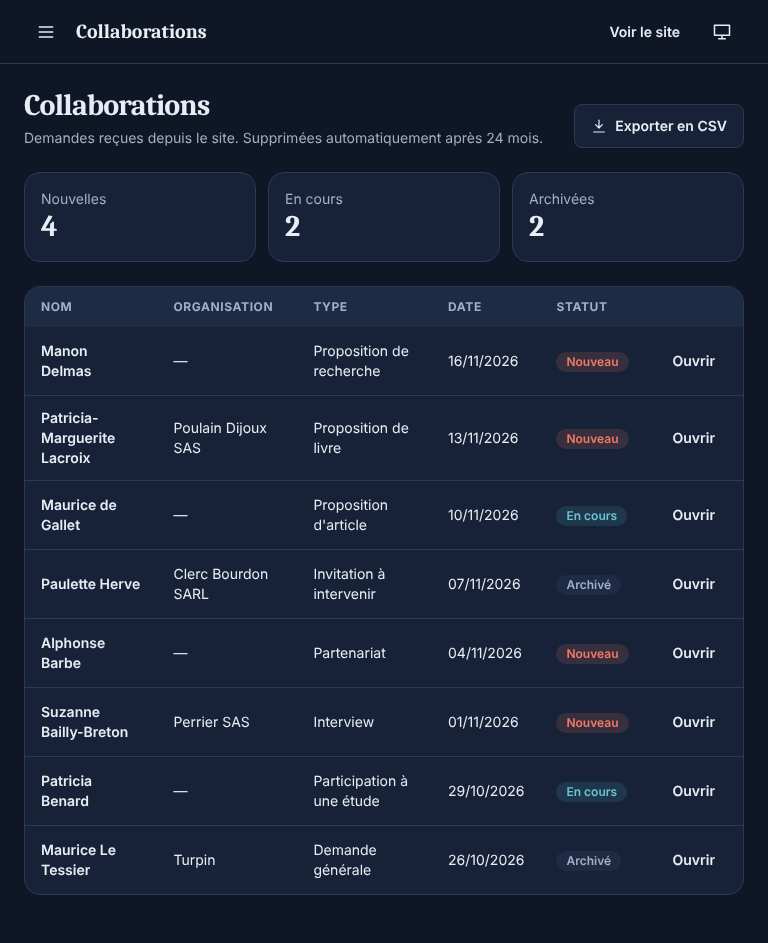 Collaborations
Voir le site
Collaborations
Demandes reçues depuis le site. Supprimées automatiquement après 24 mois.
Exporter en CSV
Nouvelles
4
En cours
2
Archivées
2
NOM ORGANISATION TYPE DATE STATUT
Manon Delmas — Proposition de recherche 16/11/2026 Nouveau Ouvrir
Patricia-Marguerite Lacroix Poulain Dijoux SAS Proposition de livre 13/11/2026 Nouveau Ouvrir
Maurice de Gallet — Proposition d'article 10/11/2026 En cours Ouvrir
Paulette Herve Clerc Bourdon SARL Invitation à intervenir 07/11/2026 Archivé Ouvrir
Alphonse Barbe — Partenariat 04/11/2026 Nouveau Ouvrir
Suzanne Bailly-Breton Perrier SAS Interview 01/11/2026 Nouveau Ouvrir
Patricia Benard — Participation à une étude 29/10/2026 En cours Ouvrir
Maurice Le Tessier Turpin Demande générale 26/10/2026 Archivé Ouvrir